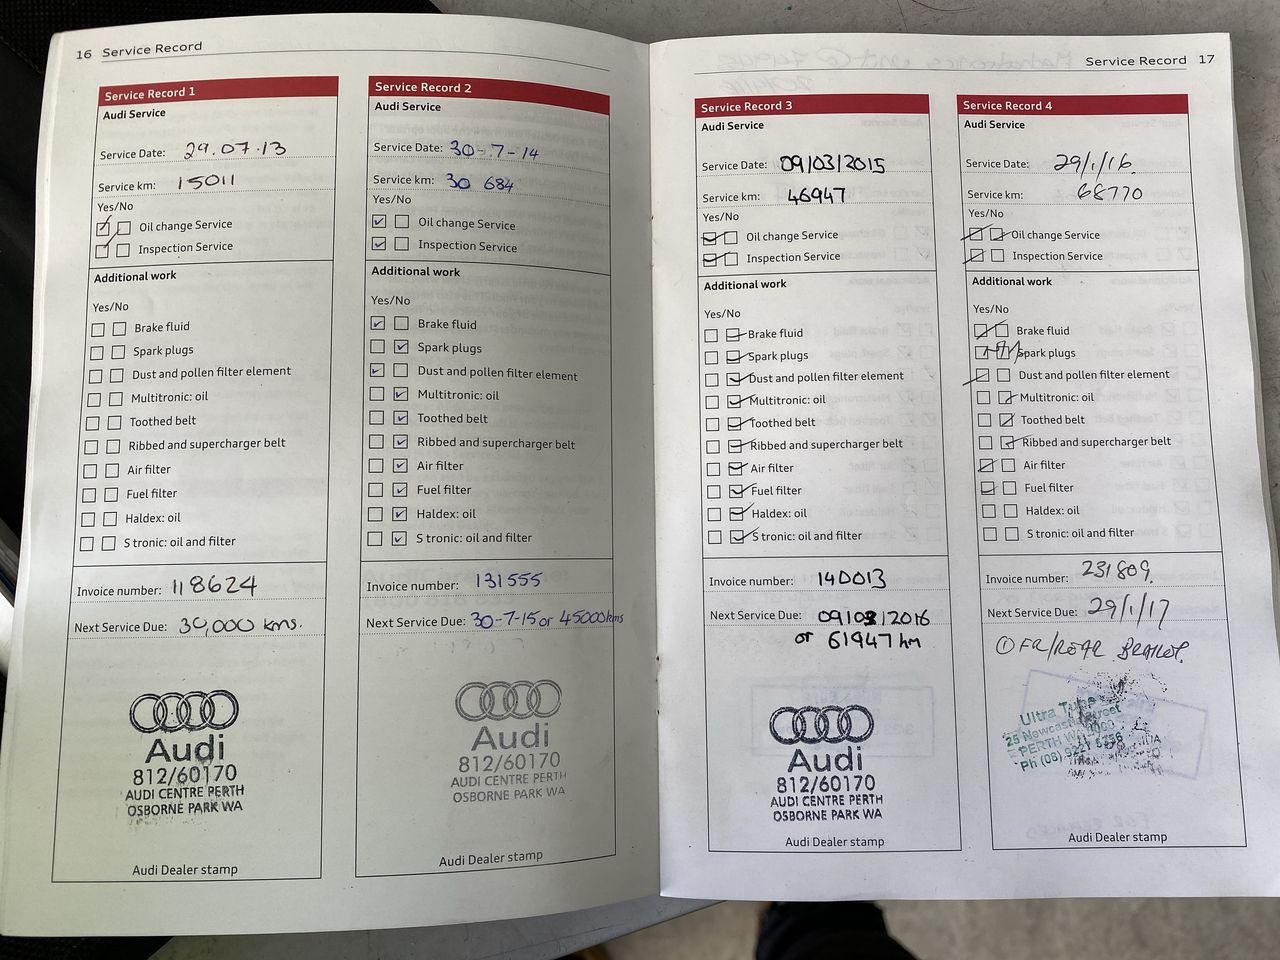 16 Service Record
Service Record 1
Audi Service
Service Date: 29.07.13
Service km: 15011
Yes/No
Oil change Service
Inspection Service
Additional work
Yes/No
Brake fluid
Spark plugs
Dust and pollen filter element
Multitronic: oil
Toothed belt
Ribbed and supercharger belt
Air filter
Fuel filter
Haldex: oil
S tronic: oil and filter
Invoice number: 118624
Next Service Due: 30,000 kms.
Audi
812/60170
AUDI CENTRE PERTH
OSBORNE PARK WA
Audi Dealer stamp
Service Record 2
Audi Service
Service Date: 30-7-14
Service km: 30 684
Yes/No
Oil change Service
Inspection Service
Additional work
Yes/No
Brake fluid
Spark plugs
Dust and pollen filter element
Multitronic: oil
Toothed belt
Ribbed and supercharger belt
Air filter
Fuel filter
Haldex: oil
S tronic: oil and filter
Invoice number: 131555
Next Service Due: 30-7-15 or 45000kms
Audi
812/60170
AUDI CENTRE PERTH
OSBORNE PARK WA
Audi Dealer stamp
Service Record 17
Service Record 3
Audi Service
Service Date: 09/03/2015
Service km: 46947
Yes/No
Oil change Service
Inspection Service
Additional work
Yes/No
Brake fluid
Spark plugs
Dust and pollen filter element
Multitronic: oil
Toothed belt
Ribbed and supercharger belt
Air filter
Fuel filter
Haldex: oil
S tronic: oil and filter
Invoice number: 140013
Next Service Due: 09/03/2016
or 61947 km
Audi
812/60170
AUDI CENTRE PERTH
OSBORNE PARK WA
Audi Dealer stamp
Service Record 4
Audi Service
Service Date: 29/1/16.
Service km: 68770
Yes/No
Oil change Service
Inspection Service
Additional work
Yes/No
Brake fluid
Spark plugs
Dust and pollen filter element
Multitronic: oil
Toothed belt
Ribbed and supercharger belt
Air filter
Fuel filter
Haldex: oil
S tronic: oil and filter
Invoice number: 231809.
Next Service Due: 29/1/17
① FR/REAR BRAKES.
Ultra Tune
25 Newcastle Street
PERTH WA
Ph (08)
Audi Dealer stamp